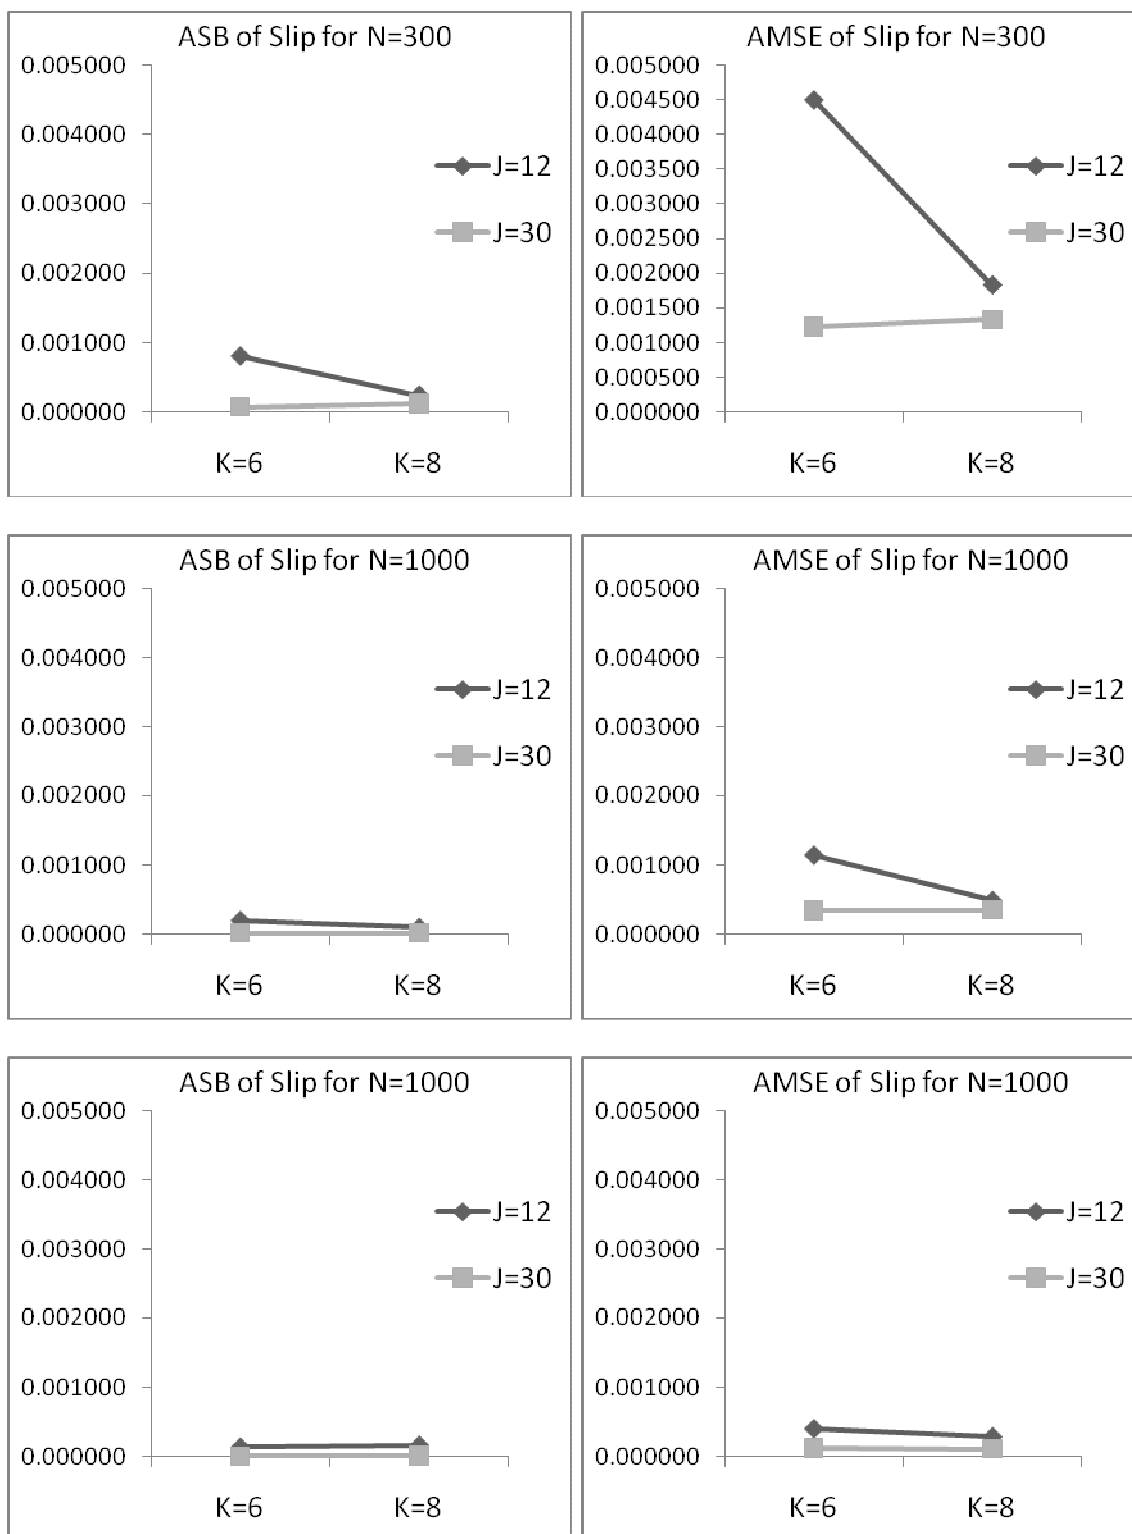 ASB of Slip for N=300
0.005000
0.004000
0.003000
0.002000
0.001000
0.000000
J=12
J=30
K=6 K=8
AMSE of Slip for N=300
0.005000
0.004500
0.004000
0.003500
0.003000
0.002500
0.002000
0.001500
0.001000
0.000500
0.000000
J=12
J=30
K=6 K=8
ASB of Slip for N=1000
0.005000
0.004000
0.003000
0.002000
0.001000
0.000000
J=12
J=30
K=6 K=8
AMSE of Slip for N=1000
0.005000
0.004000
0.003000
0.002000
0.001000
0.000000
J=12
J=30
K=6 K=8
ASB of Slip for N=1000
0.005000
0.004000
0.003000
0.002000
0.001000
0.000000
J=12
J=30
K=6 K=8
AMSE of Slip for N=1000
0.005000
0.004000
0.003000
0.002000
0.001000
0.000000
J=12
J=30
K=6 K=8